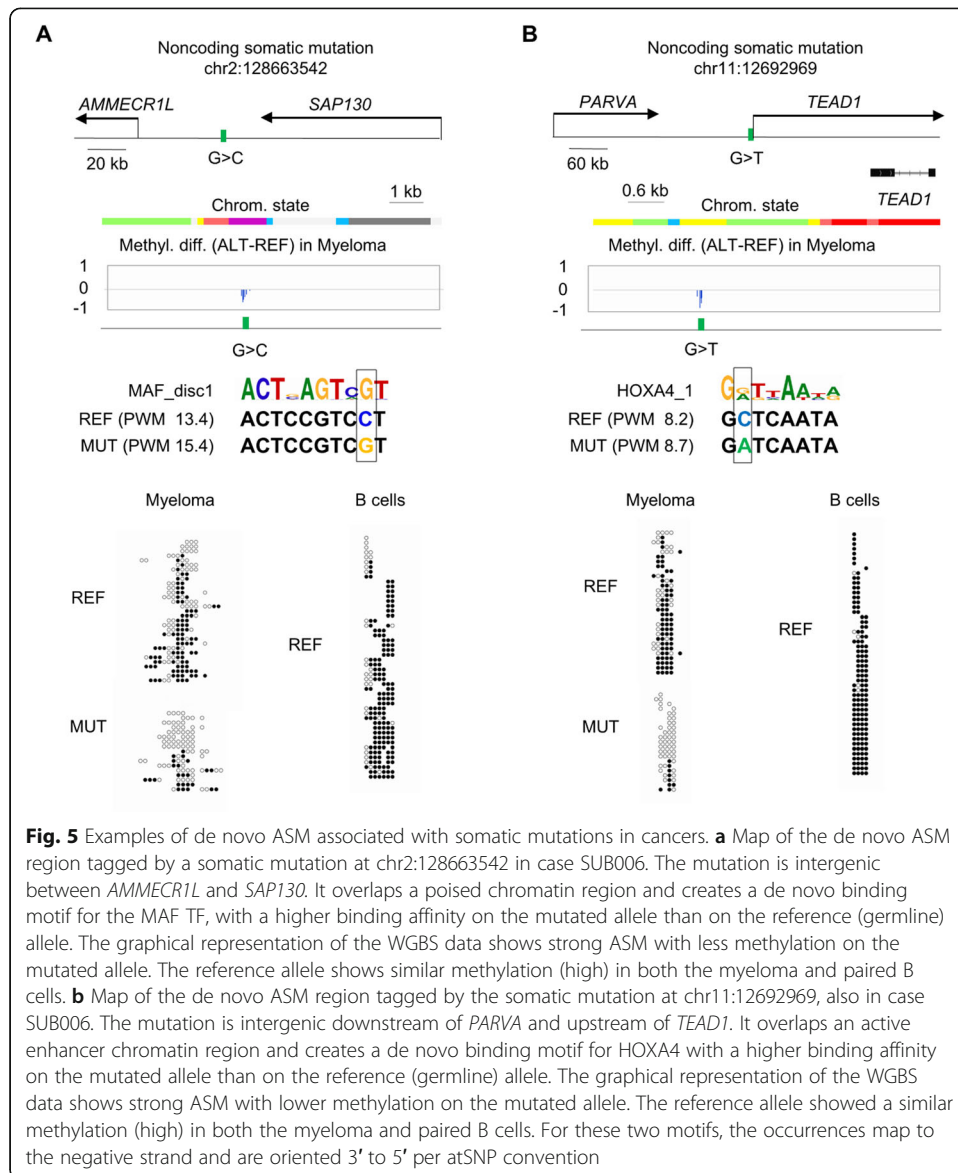 A
Noncoding somatic mutation
chr2:128663542
AMMECR1L
SAP130
20 kb
G>C
1 kb
Chrom. state
Methyl. diff. (ALT-REF) in Myeloma
1
0
-1
G>C
MAF_disc1
REF (PWM 13.4) ACTCCGTCCT
MUT (PWM 15.4) ACTCCGTCGT
Myeloma
B cells
REF
REF
MUT
B
Noncoding somatic mutation
chr11:12692969
PARVA
TEAD1
60 kb
G>T
0.6 kb
TEAD1
Chrom. state
Methyl. diff. (ALT-REF) in Myeloma
1
0
-1
G>T
HOXA4_1
REF (PWM 8.2) GCTCAATA
MUT (PWM 8.7) GATCAATA
Myeloma
B cells
REF
REF
MUT
Fig. 5 Examples of de novo ASM associated with somatic mutations in cancers. a Map of the de novo ASM
region tagged by a somatic mutation at chr2:128663542 in case SUB006. The mutation is intergenic
between AMMECR1L and SAP130. It overlaps a poised chromatin region and creates a de novo binding
motif for the MAF TF, with a higher binding affinity on the mutated allele than on the reference (germline)
allele. The graphical representation of the WGBS data shows strong ASM with less methylation on the
mutated allele. The reference allele shows similar methylation (high) in both the myeloma and paired B
cells. b Map of the de novo ASM region tagged by the somatic mutation at chr11:12692969, also in case
SUB006. The mutation is intergenic downstream of PARVA and upstream of TEAD1. It overlaps an active
enhancer chromatin region and creates a de novo binding motif for HOXA4 with a higher binding affinity
on the mutated allele than on the reference (germline) allele. The graphical representation of the WGBS
data shows strong ASM with lower methylation on the mutated allele. The reference allele showed a similar
methylation (high) in both the myeloma and paired B cells. For these two motifs, the occurrences map to
the negative strand and are oriented 3′ to 5′ per atSNP convention